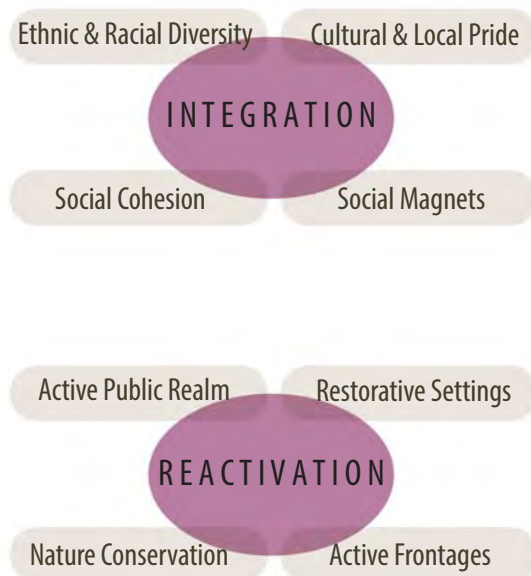 Ethnic & Racial Diversity
Cultural & Local Pride
INTEGRATION
Social Cohesion
Social Magnets
Active Public Realm
Restorative Settings
REACTIVATION
Nature Conservation
Active Frontages